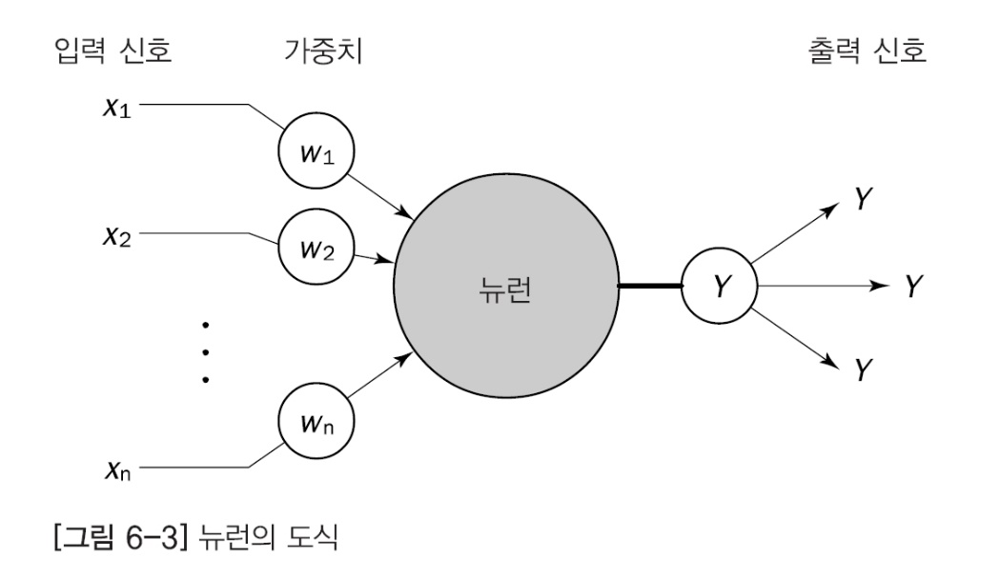 입력 신호 가중치 출력 신호
x1
w1
Y
x2
w2
뉴런
Y
Y
Y
wn
xn
[그림 6-3] 뉴런의 도식